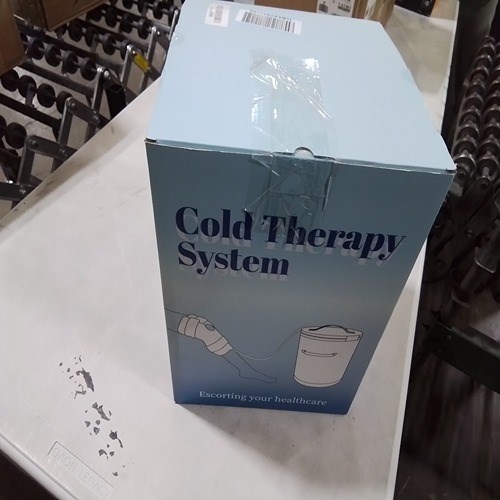 Cold Therapy
System
Escorting your healthcare